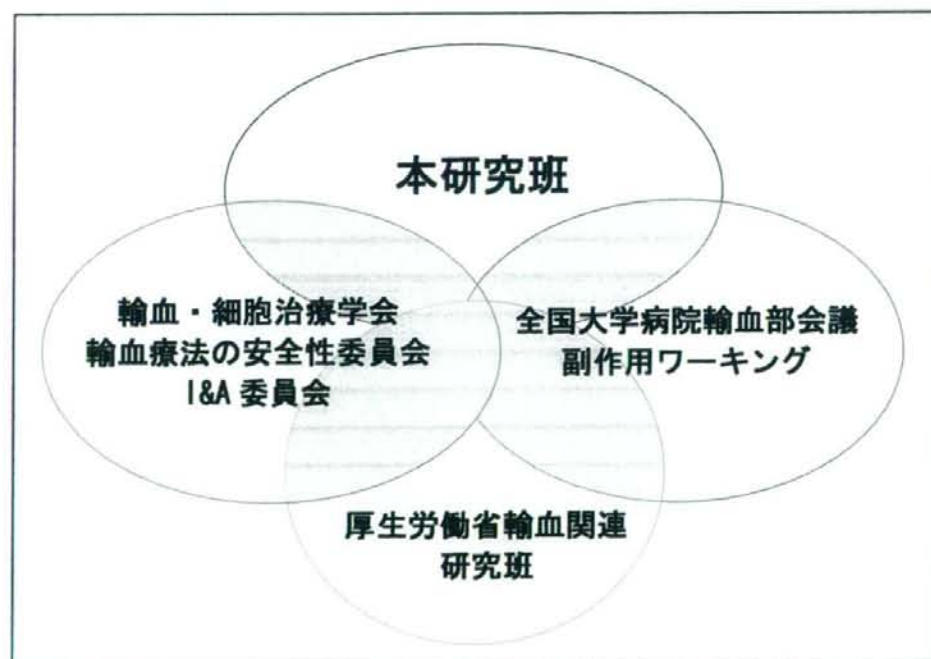 本研究班
輸血・細胞治療学会
輸血療法の安全性委員会
I&A 委員会
全国大学病院輸血部会議
副作用ワーキング
厚生労働省輸血関連
研究班